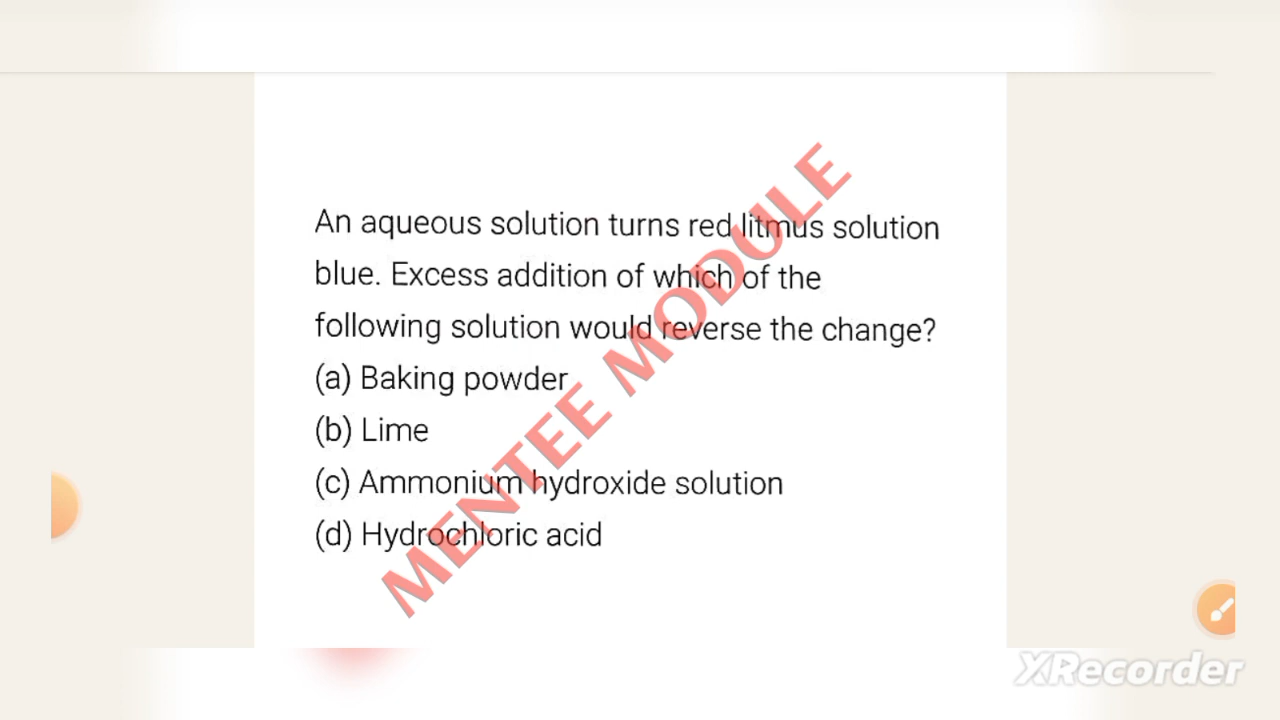 An aqueous solution turns red litmus solution
blue. Excess addition of which of the
following solution would reverse the change?
(a) Baking powder
(b) Lime
(c) Ammonium hydroxide solution
(d) Hydrochloric acid
MENTEE MODULE
XRecorder